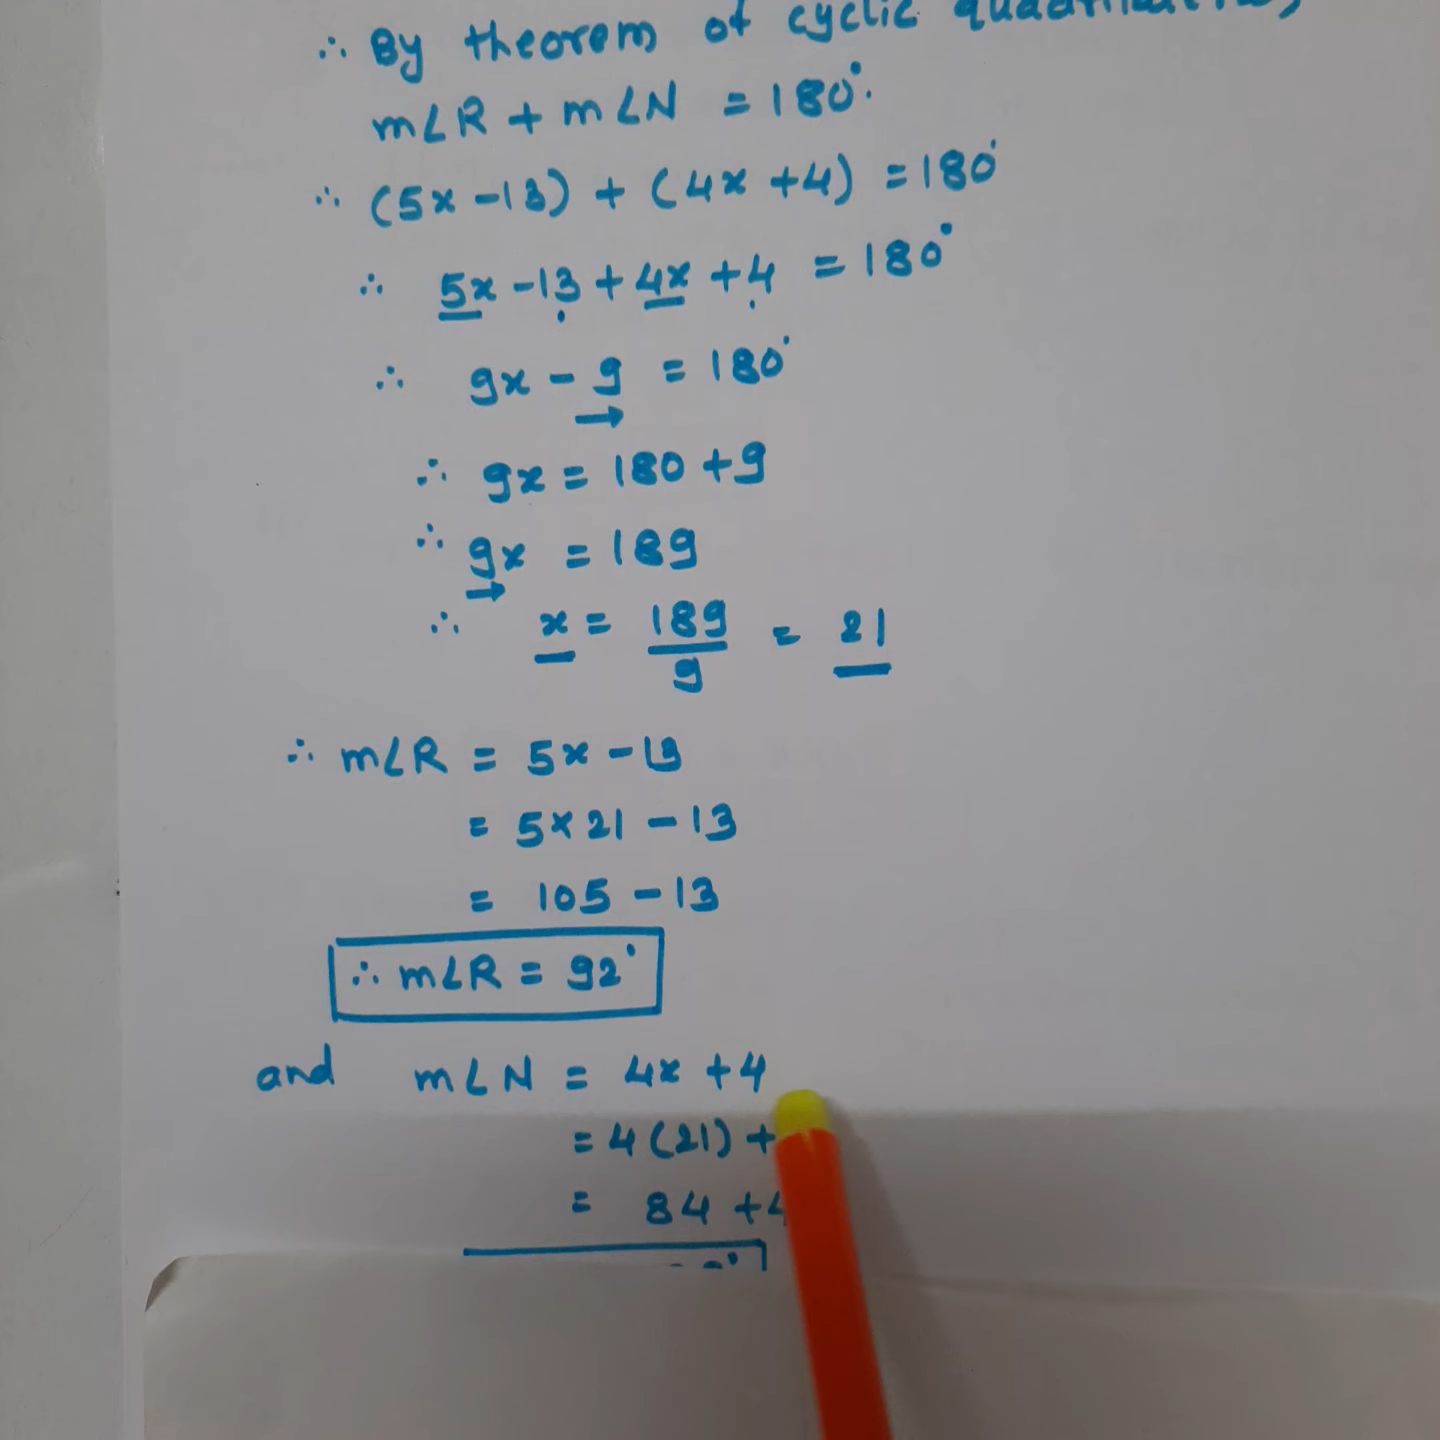 ∴ By theorem of cyclic
m∠R + m∠N = 180°.
∴ (5x -13) + (4x +4) = 180°
∴ 5x -13 + 4x +4 = 180°
∴ 9x - 9 = 180°
∴ 9x = 180 +9
∴ 9x = 189
∴ x = 189/9 = 21
∴ m∠R = 5x -13
= 5×21 -13
= 105 -13
∴ m∠R = 92°
and m∠N = 4x +4
= 4(21) +
= 84 +4